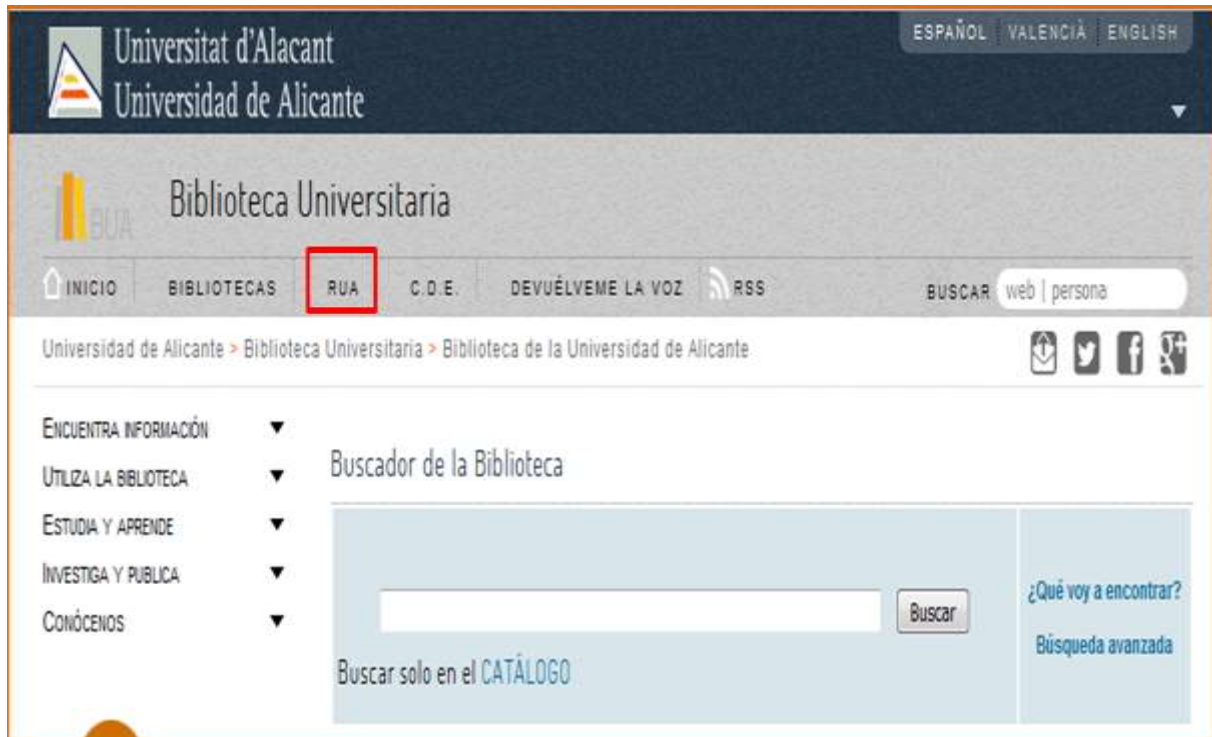 Universitat d'Alacant
Universidad de Alicante
ESPAÑOL VALENCIÀ ENGLISH
BUA
Biblioteca Universitaria
INICIO BIBLIOTECAS RUA C.D.E. DEVUÉLVEME LA VOZ RSS BUSCAR web | persona
Universidad de Alicante > Biblioteca Universitaria > Biblioteca de la Universidad de Alicante
ENCUENTRA INFORMACIÓN
UTILIZA LA BIBLIOTECA
ESTUDIA Y APRENDE
INVESTIGA Y PUBLICA
CONÓCENOS
Buscador de la Biblioteca
Buscar
Buscar solo en el CATÁLOGO
¿Qué voy a encontrar?
Búsqueda avanzada